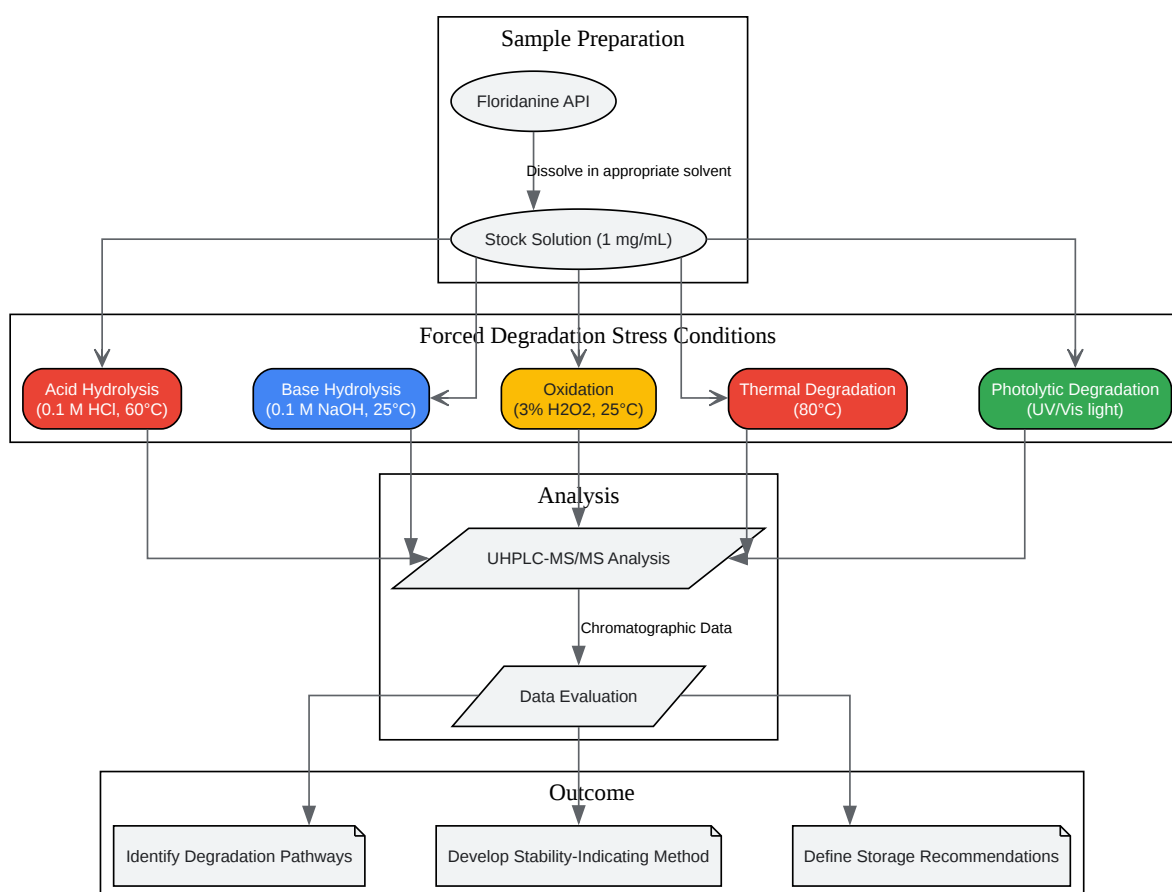 Sample Preparation
Floridanine API
Dissolve in appropriate solvent
Stock Solution (1 mg/mL)
Forced Degradation Stress Conditions
Acid Hydrolysis
(0.1 M HCl, 60°C)
Base Hydrolysis
(0.1 M NaOH, 25°C)
Oxidation
(3% H2O2, 25°C)
Thermal Degradation
(80°C)
Photolytic Degradation
(UV/Vis light)
Analysis
UHPLC-MS/MS Analysis
Chromatographic Data
Data Evaluation
Outcome
Identify Degradation Pathways
Develop Stability-Indicating Method
Define Storage Recommendations